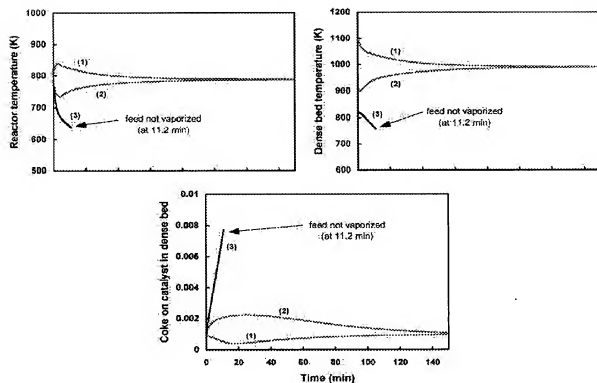 Reactor temperature (K)
1000
900
800
700
600
500
(1)
(2)
(3)
feed not vaporized
(at 11.2 min)
Dense bed temperature (K)
1200
1100
1000
900
800
700
600
(1)
(2)
(3)
feed not vaporized
(at 11.2 min)
Coke on catalyst in dense bed
0.01
0.008
0.006
0.004
0.002
0
(3)
feed not vaporized
(at 11.2 min)
(2)
(1)
0 20 40 60 80 100 120 140
Time (min)